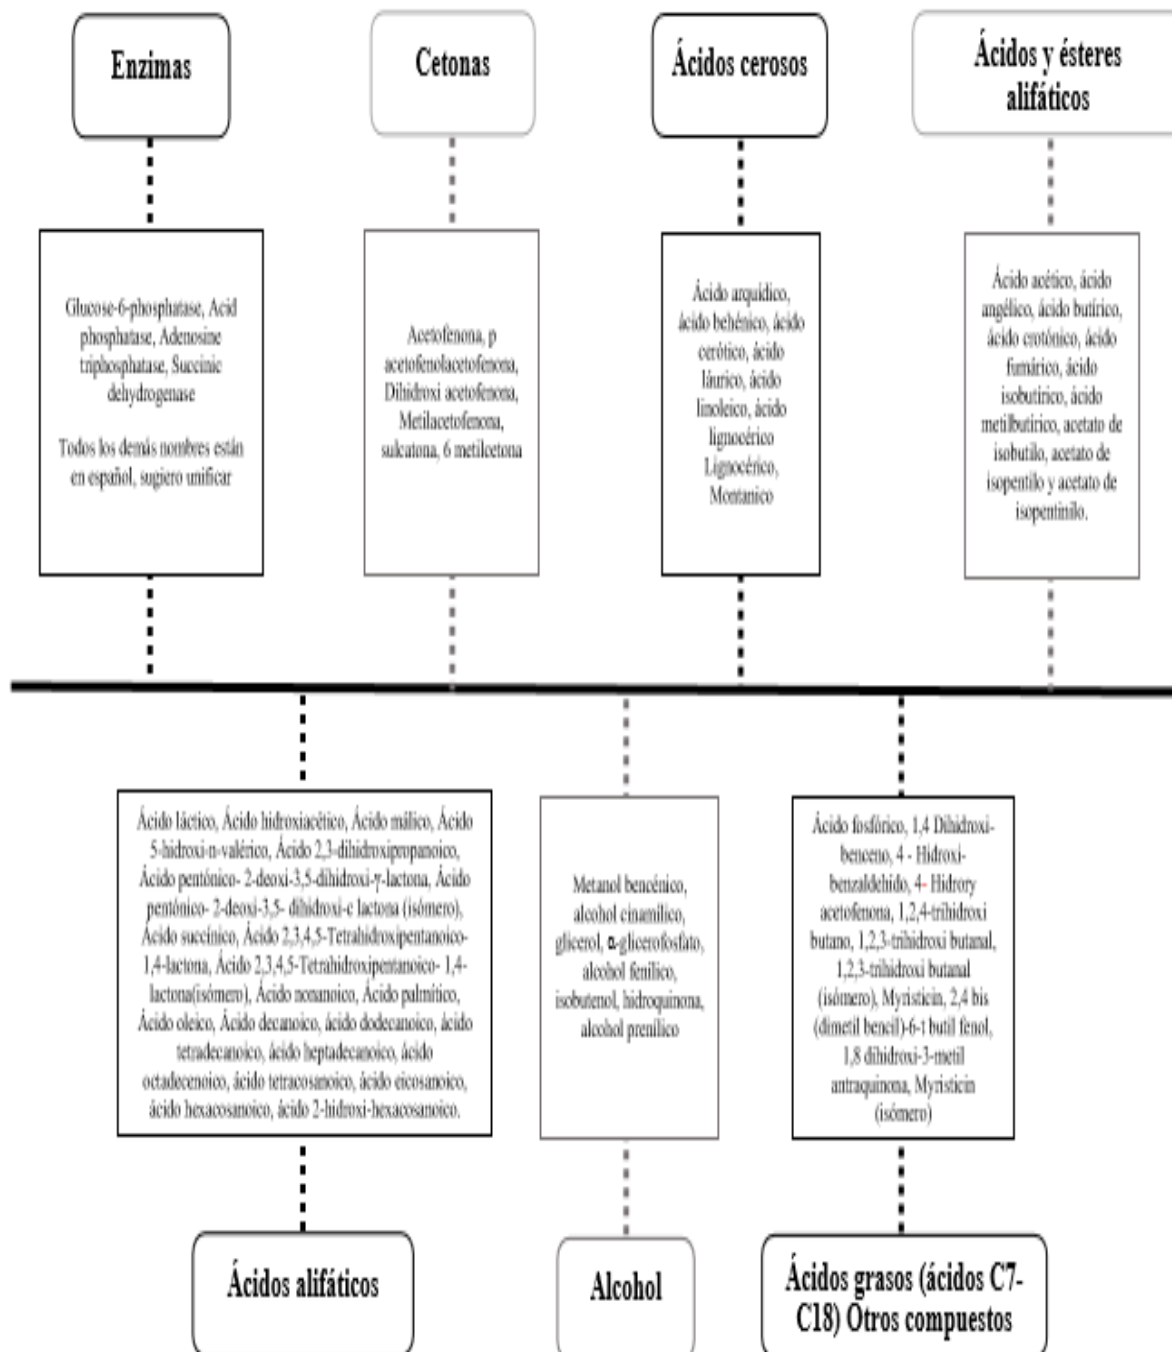 Enzimas
Glucose-6-phosphatase, Acid
phosphatase, Adenosine
triphosphatase, Succinic
dehydrogenase
Todos los demás nombres están
en español, sugiero unificar
Cetonas
Acetofenona, p
acetofenolacetofenona,
Dihidroxi acetofenona,
Metilacetofenona,
sulcatona, 6 metilcetona
Ácidos cerosos
Ácido arquídico,
ácido behénico, ácido
cerótico, ácido
láurico, ácido
linoleico, ácido
lignocérico
Lignocérico,
Montanico
Ácidos y ésteres
alifáticos
Ácido acético, ácido
angélico, ácido butírico,
ácido crotónico, ácido
fumárico, ácido
isobutírico, ácido
metilbutírico, acetato de
isobutilo, acetato de
isopentilo y acetato de
isopentinilo.
Ácido láctico, Ácido hidroxiacético, Ácido málico, Ácido
5-hidroxi-n-valérico, Ácido 2,3-dihidroxipropanoico,
Ácido pentónico- 2-deoxi-3,5-dihidroxi-γ-lactona, Ácido
pentónico- 2-deoxi-3,5- dihidroxi-c lactona (isómero),
Ácido succínico, Ácido 2,3,4,5-Tetrahidroxipentanoico-
1,4-lactona, Ácido 2,3,4,5-Tetrahidroxipentanoico- 1,4-
lactona(isómero), Ácido nonanoico, Ácido palmítico,
Ácido oleico, Ácido decanoico, ácido dodecanoico, ácido
tetradecanoico, ácido heptadecanoico, ácido
octadecenoico, ácido tetracosanoico, ácido eicosanoico,
ácido hexacosanoico, ácido 2-hidroxi-hexacosanoico.
Ácidos alifáticos
Metanol bencénico,
alcohol cinamílico,
glicerol, α-glicerofosfato,
alcohol fenílico,
isobutenol, hidroquinona,
alcohol prenílico
Alcohol
Ácido fosfórico, 1,4 Dihidroxi-
benceno, 4 - Hidroxi-
benzaldehido, 4- Hidrory
acetofenona, 1,2,4-trihidroxi
butano, 1,2,3-trihidroxi butanal,
1,2,3-trihidroxi butanal
(isómero), Myristicin, 2,4 bis
(dimetil bencil)-6-t butil fenol,
1,8 dihidroxi-3-metil
antraquinona, Myristicin
(isómero)
Ácidos grasos (ácidos C7-
C18) Otros compuestos